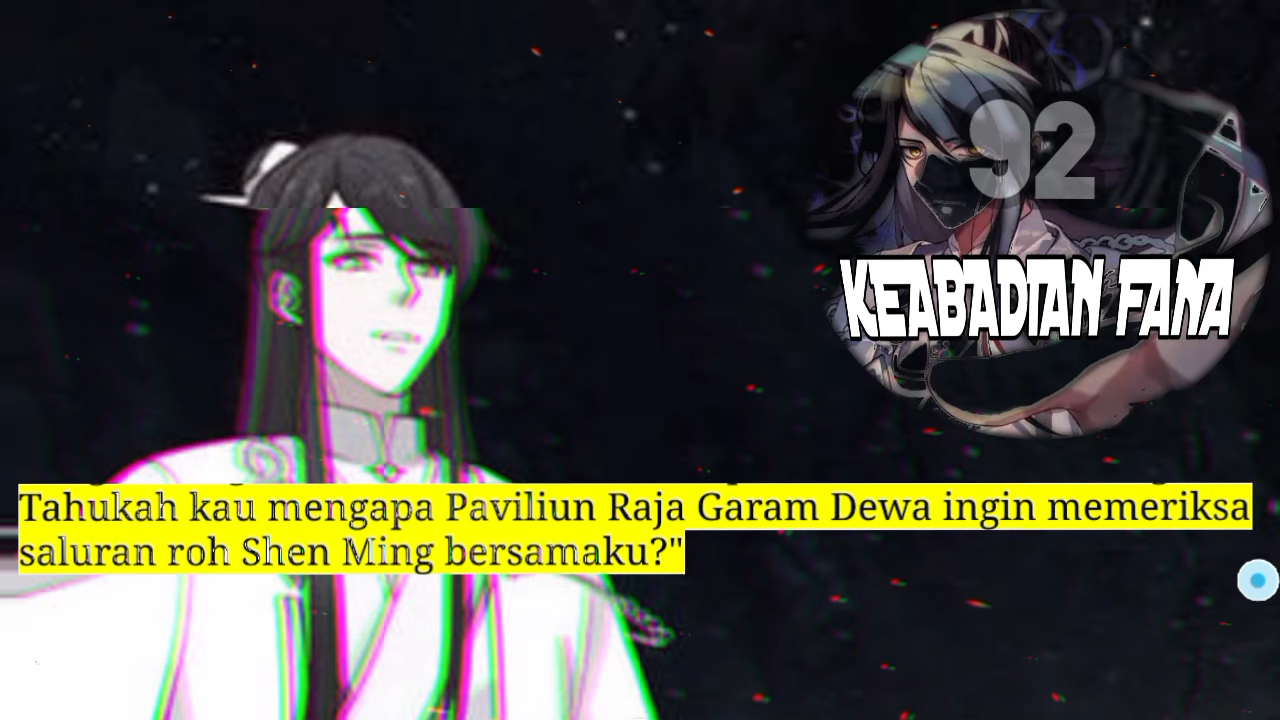 92
KEABADIAN FANA
Tahukah kau mengapa Paviliun Raja Garam Dewa ingin memeriksa
saluran roh Shen Ming bersamaku?"